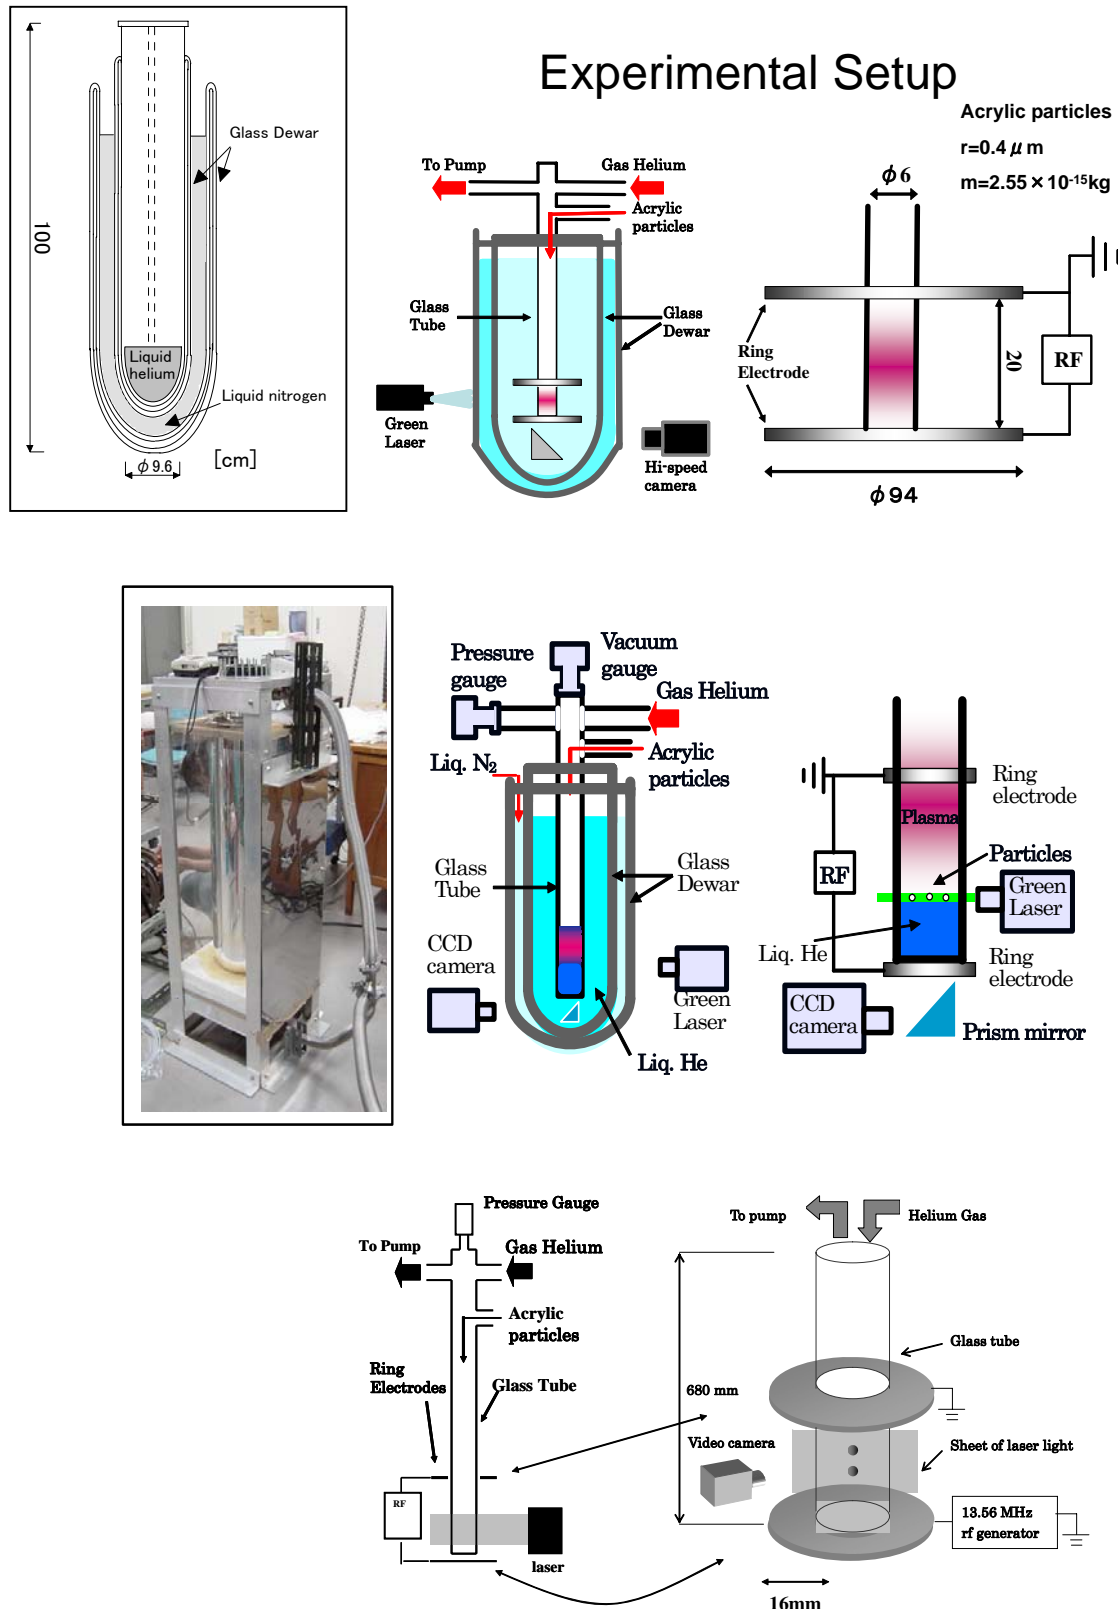 Experimental Setup
Acrylic particles
r=0.4μm
m=2.55×10-15kg
Glass Dewar
100
Liquid
helium
Liquid nitrogen
φ9.6
[cm]
To Pump
Gas Helium
Acrylic
particles
Glass
Tube
Glass
Dewar
Green
Laser
Hi-speed
camera
φ6
Ring
Electrode
20
RF
φ94
Vacuum
gauge
Pressure
gauge
Gas Helium
Liq. N2
Acrylic
particles
Glass
Tube
Glass
Dewar
CCD
camera
Green
Laser
Liq. He
Ring
electrode
Plasma
Particles
RF
Green
Laser
Liq. He
Ring
electrode
CCD
camera
Prism mirror
Pressure Gauge
To Pump
Gas Helium
Acrylic
particles
Ring
Electrodes
Glass Tube
RF
laser
To pump
Helium Gas
Glass tube
680 mm
Video camera
Sheet of laser light
13.56 MHz
rf generator
16mm